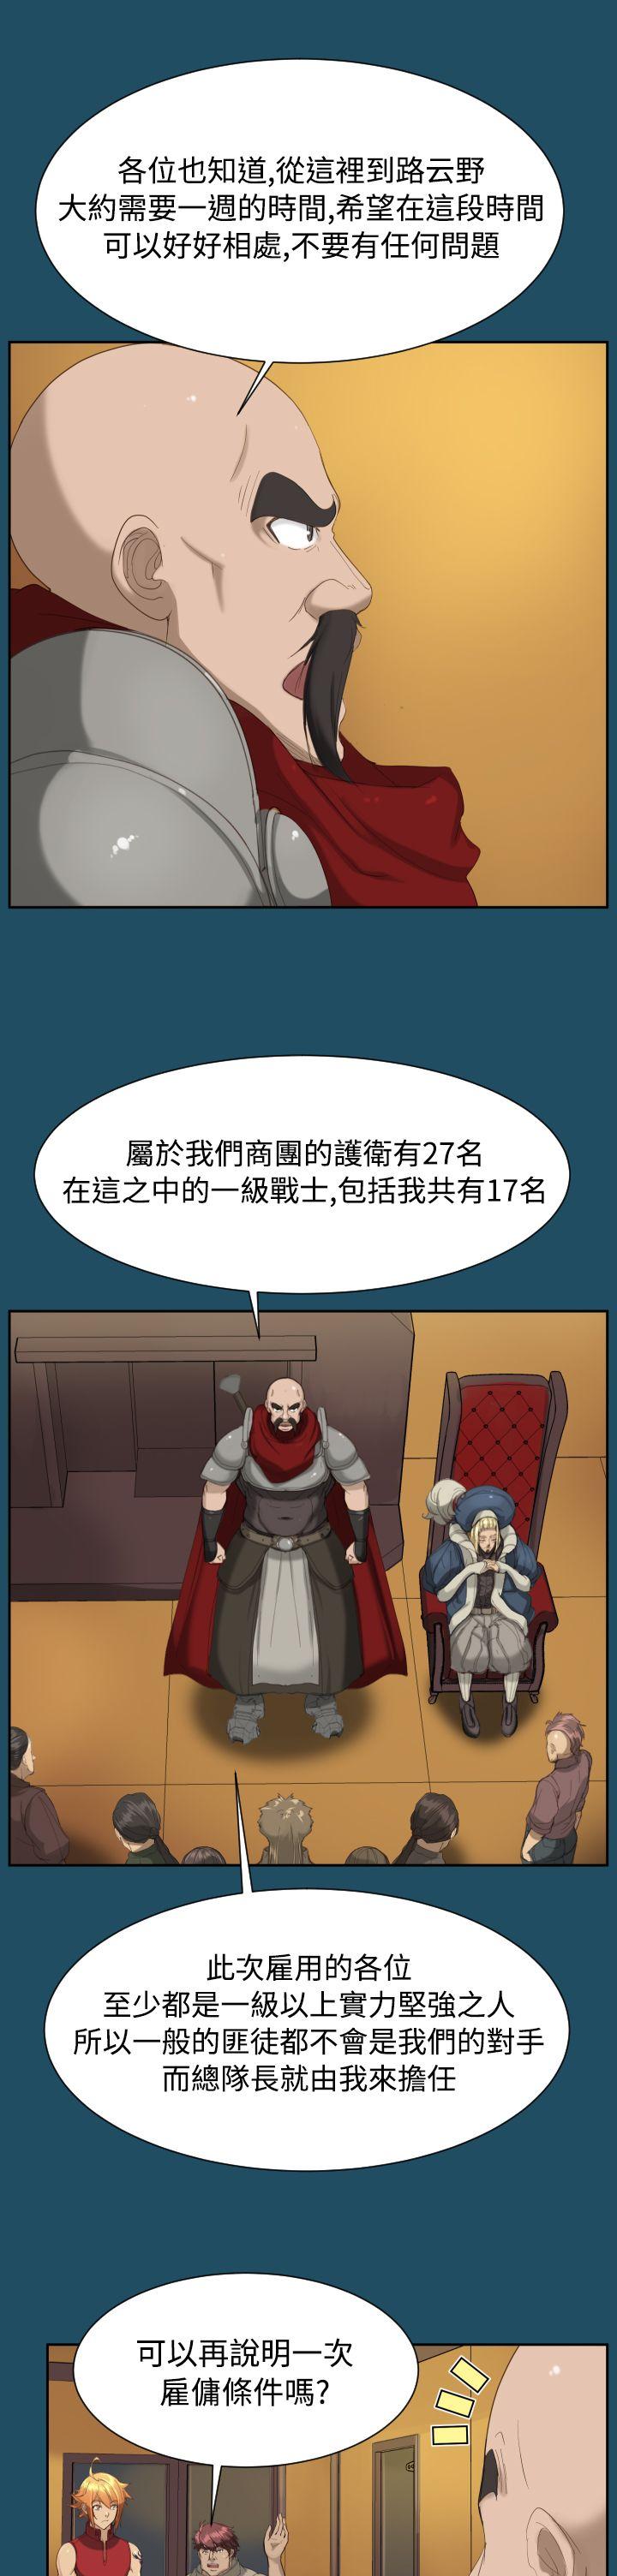 各位也知道,從這裡到路云野
大約需要一週的時間,希望在這段時間
可以好好相處,不要有任何問題
屬於我們商團的護衛有27名
在這之中的一級戰士,包括我共有17名
此次雇用的各位
至少都是一級以上實力堅強之人
所以一般的匪徒都不會是我們的對手
而總隊長就由我來擔任
可以再說明一次
雇傭條件嗎?